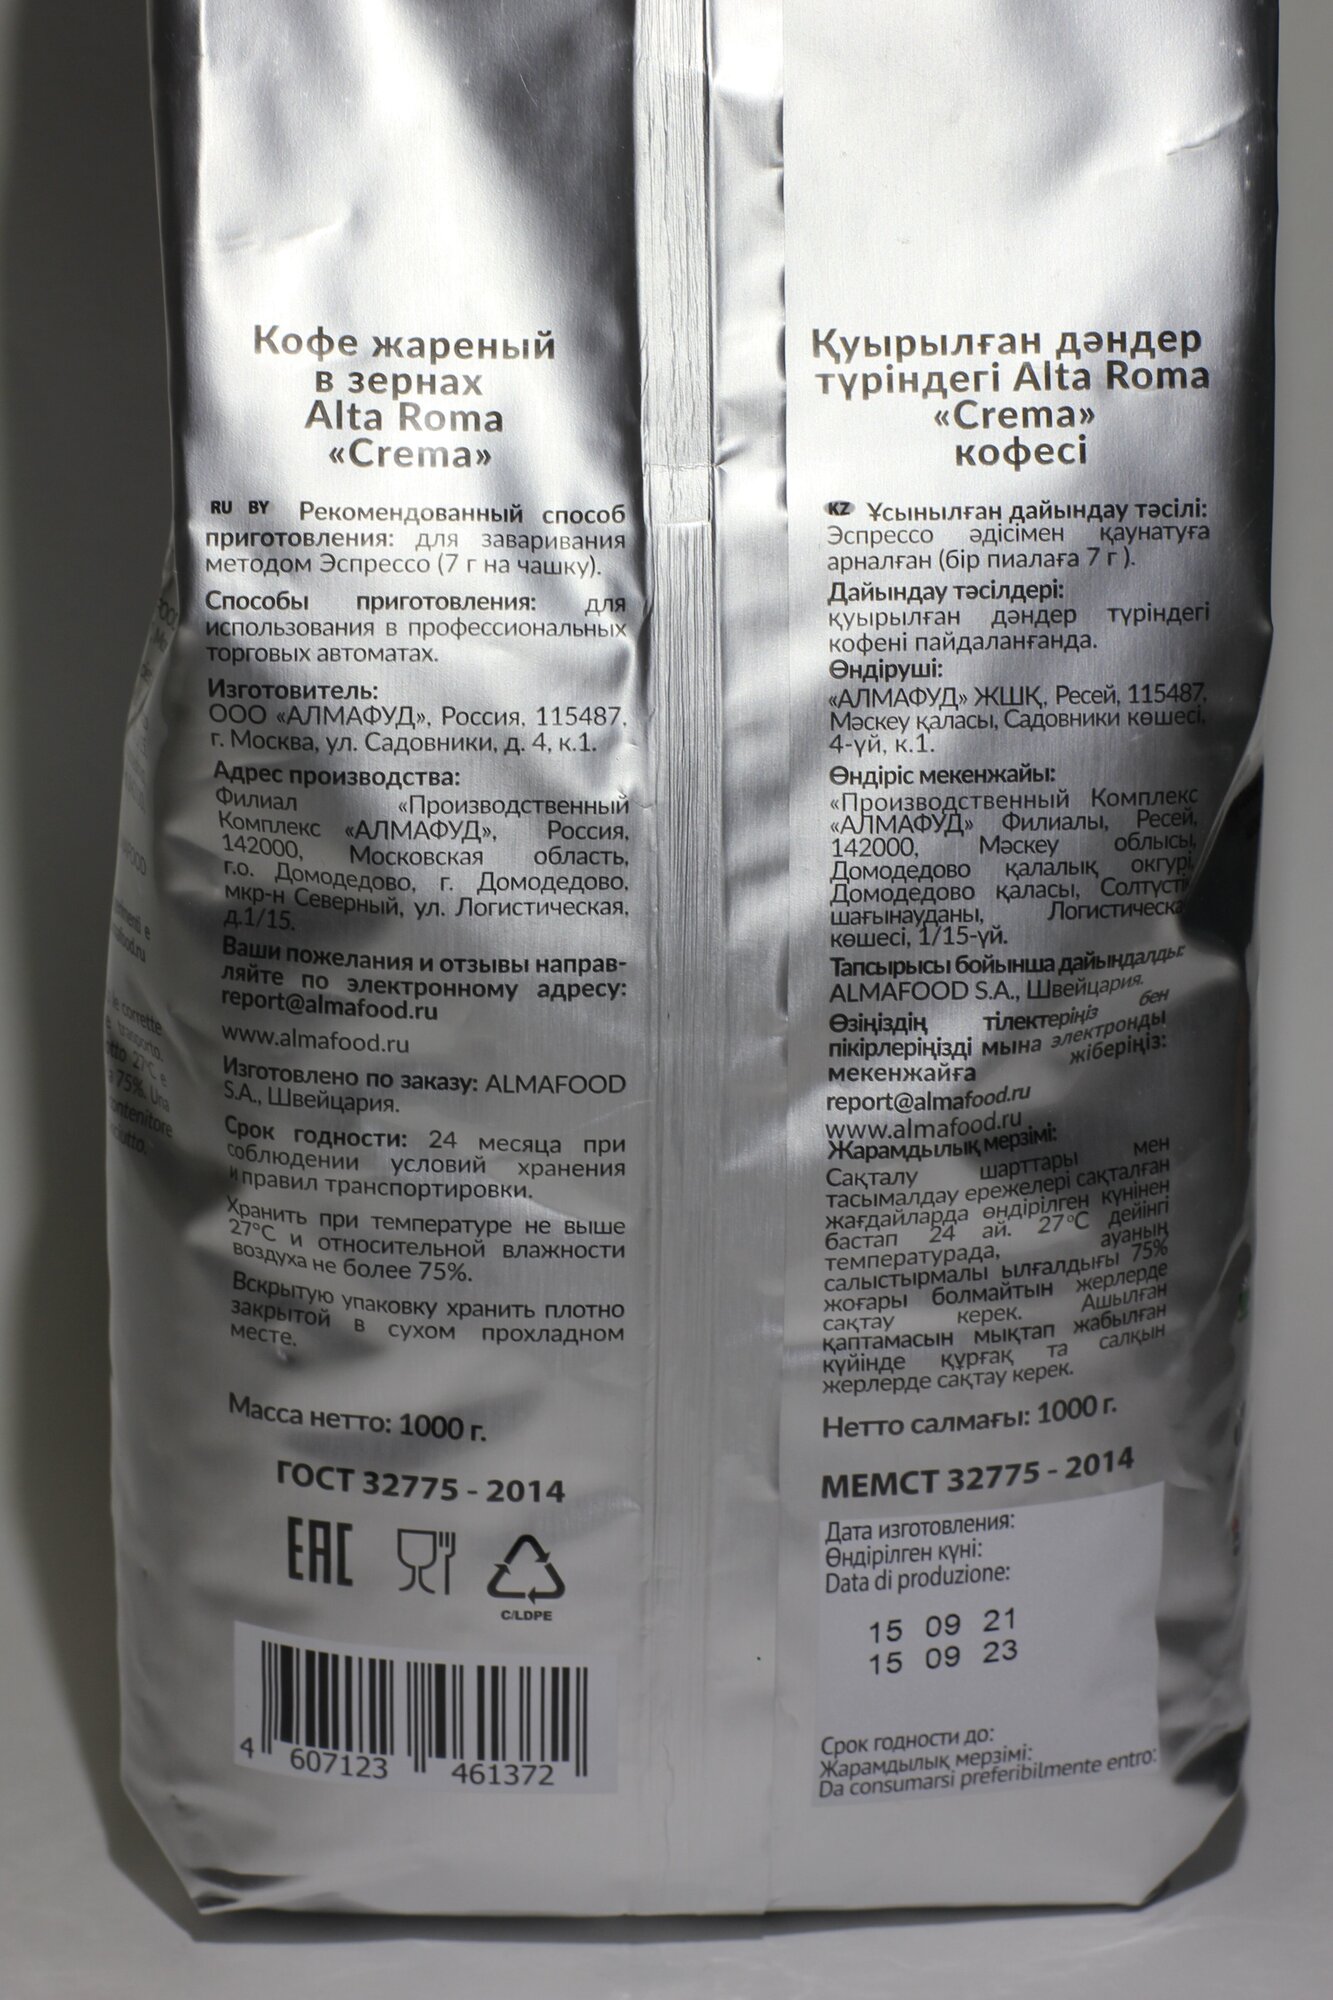 Кофе жареный
в зернах
Alta Roma
«Crema»
RU BY Рекомендованный способ
приготовления: для заваривания
методом Эспрессо (7 г на чашку).
Способы приготовления: для
использования в профессиональных
торговых автоматах.
Изготовитель:
ООО «АЛМАФУД», Россия, 115487,
г. Москва, ул. Садовники, д. 4, к.1.
Адрес производства:
Филиал «Производственный
Комплекс «АЛМАФУД», Россия,
142000, Московская область,
г.о. Домодедово, г. Домодедово,
мкр-н Северный, ул. Логистическая,
д.1/15.
Ваши пожелания и отзывы направ-
ляйте по электронному адресу:
report@almafood.ru
www.almafood.ru
Изготовлено по заказу: ALMAFOOD
S.A., Швейцария.
Срок годности: 24 месяца при
соблюдении условий хранения
и правил транспортировки.
Хранить при температуре не выше
27°С и относительной влажности
воздуха не более 75%.
Вскрытую упаковку хранить плотно
закрытой в сухом прохладном
месте.
Масса нетто: 1000 г.
ГОСТ 32775 - 2014
EAC
C/LDPE
4 607123 461372
Қуырылған дәндер
түріндегі Alta Roma
«Crema»
кофесі
KZ Ұсынылған дайындау тәсілі:
Эспрессо әдісімен қаунатуға
арналған (бір пиалаға 7 г ).
Дайындау тәсілдері:
қуырылған дәндер түріндегі
кофені пайдаланғанда.
Өндіруші:
«АЛМАФУД» ЖШҚ, Ресей, 115487,
Мәскеу қаласы, Садовники көшесі,
4-үй, к.1.
Өндіріс мекенжайы:
«Производственный Комплекс
«АЛМАФУД» Филиалы, Ресей,
142000, Мәскеу облысы,
Домодедово қалалық округі,
Домодедово қаласы, Солтүсті
шағынауданы, Логистическа
көшесі, 1/15-үй.
Тапсырысы бойынша дайындалды:
ALMAFOOD S.A., Швейцария.
Өзіңіздің тілектеріңіз бен
пікірлеріңізді мына электронды
мекенжайға жіберіңіз:
report@almafood.ru
www.almafood.ru
Жарамдылық мерзімі:
Сақталу шарттары мен
тасымалдау ережелері сақталған
жағдайларда өндірілген күнінен
бастап 24 ай. 27°С дейінгі
температурада, ауаның
салыстырмалы ылғалдығы 75%
жоғары болмайтын жерлерде
сақтау керек. Ашылған
қаптамасын мықтап жабылған
күйінде құрғақ та салқын
жерлерде сақтау керек.
Нетто салмағы: 1000 г.
МЕМСТ 32775 - 2014
Дата изготовления:
Өндірілген күні:
Data di produzione:
15 09 21
15 09 23
Срок годности до:
Жарамдылық мерзімі:
Da consumarsi preferibilmente entro: